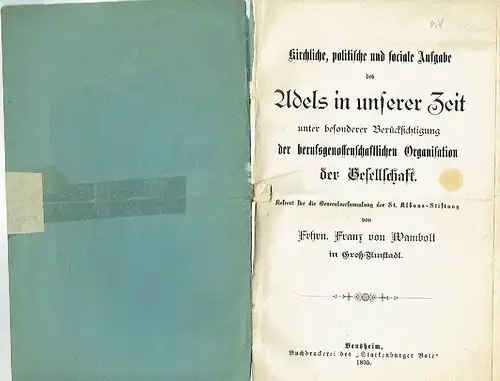 Kirchliche, politische und sociale Aufgabe
des
Adels in unserer Zeit
unter besonderer Berücksichtigung
der berufsgenossenschaftlichen Organisation
der Gesellschaft.
Referat für die Generalversammlung der St. Albans-Stiftung
von
Frhrn. Franz von Wambolt
in Groß-Umstadt.
Bensheim,
Buchdruckerei des „Starkenburger Bote"
1895.